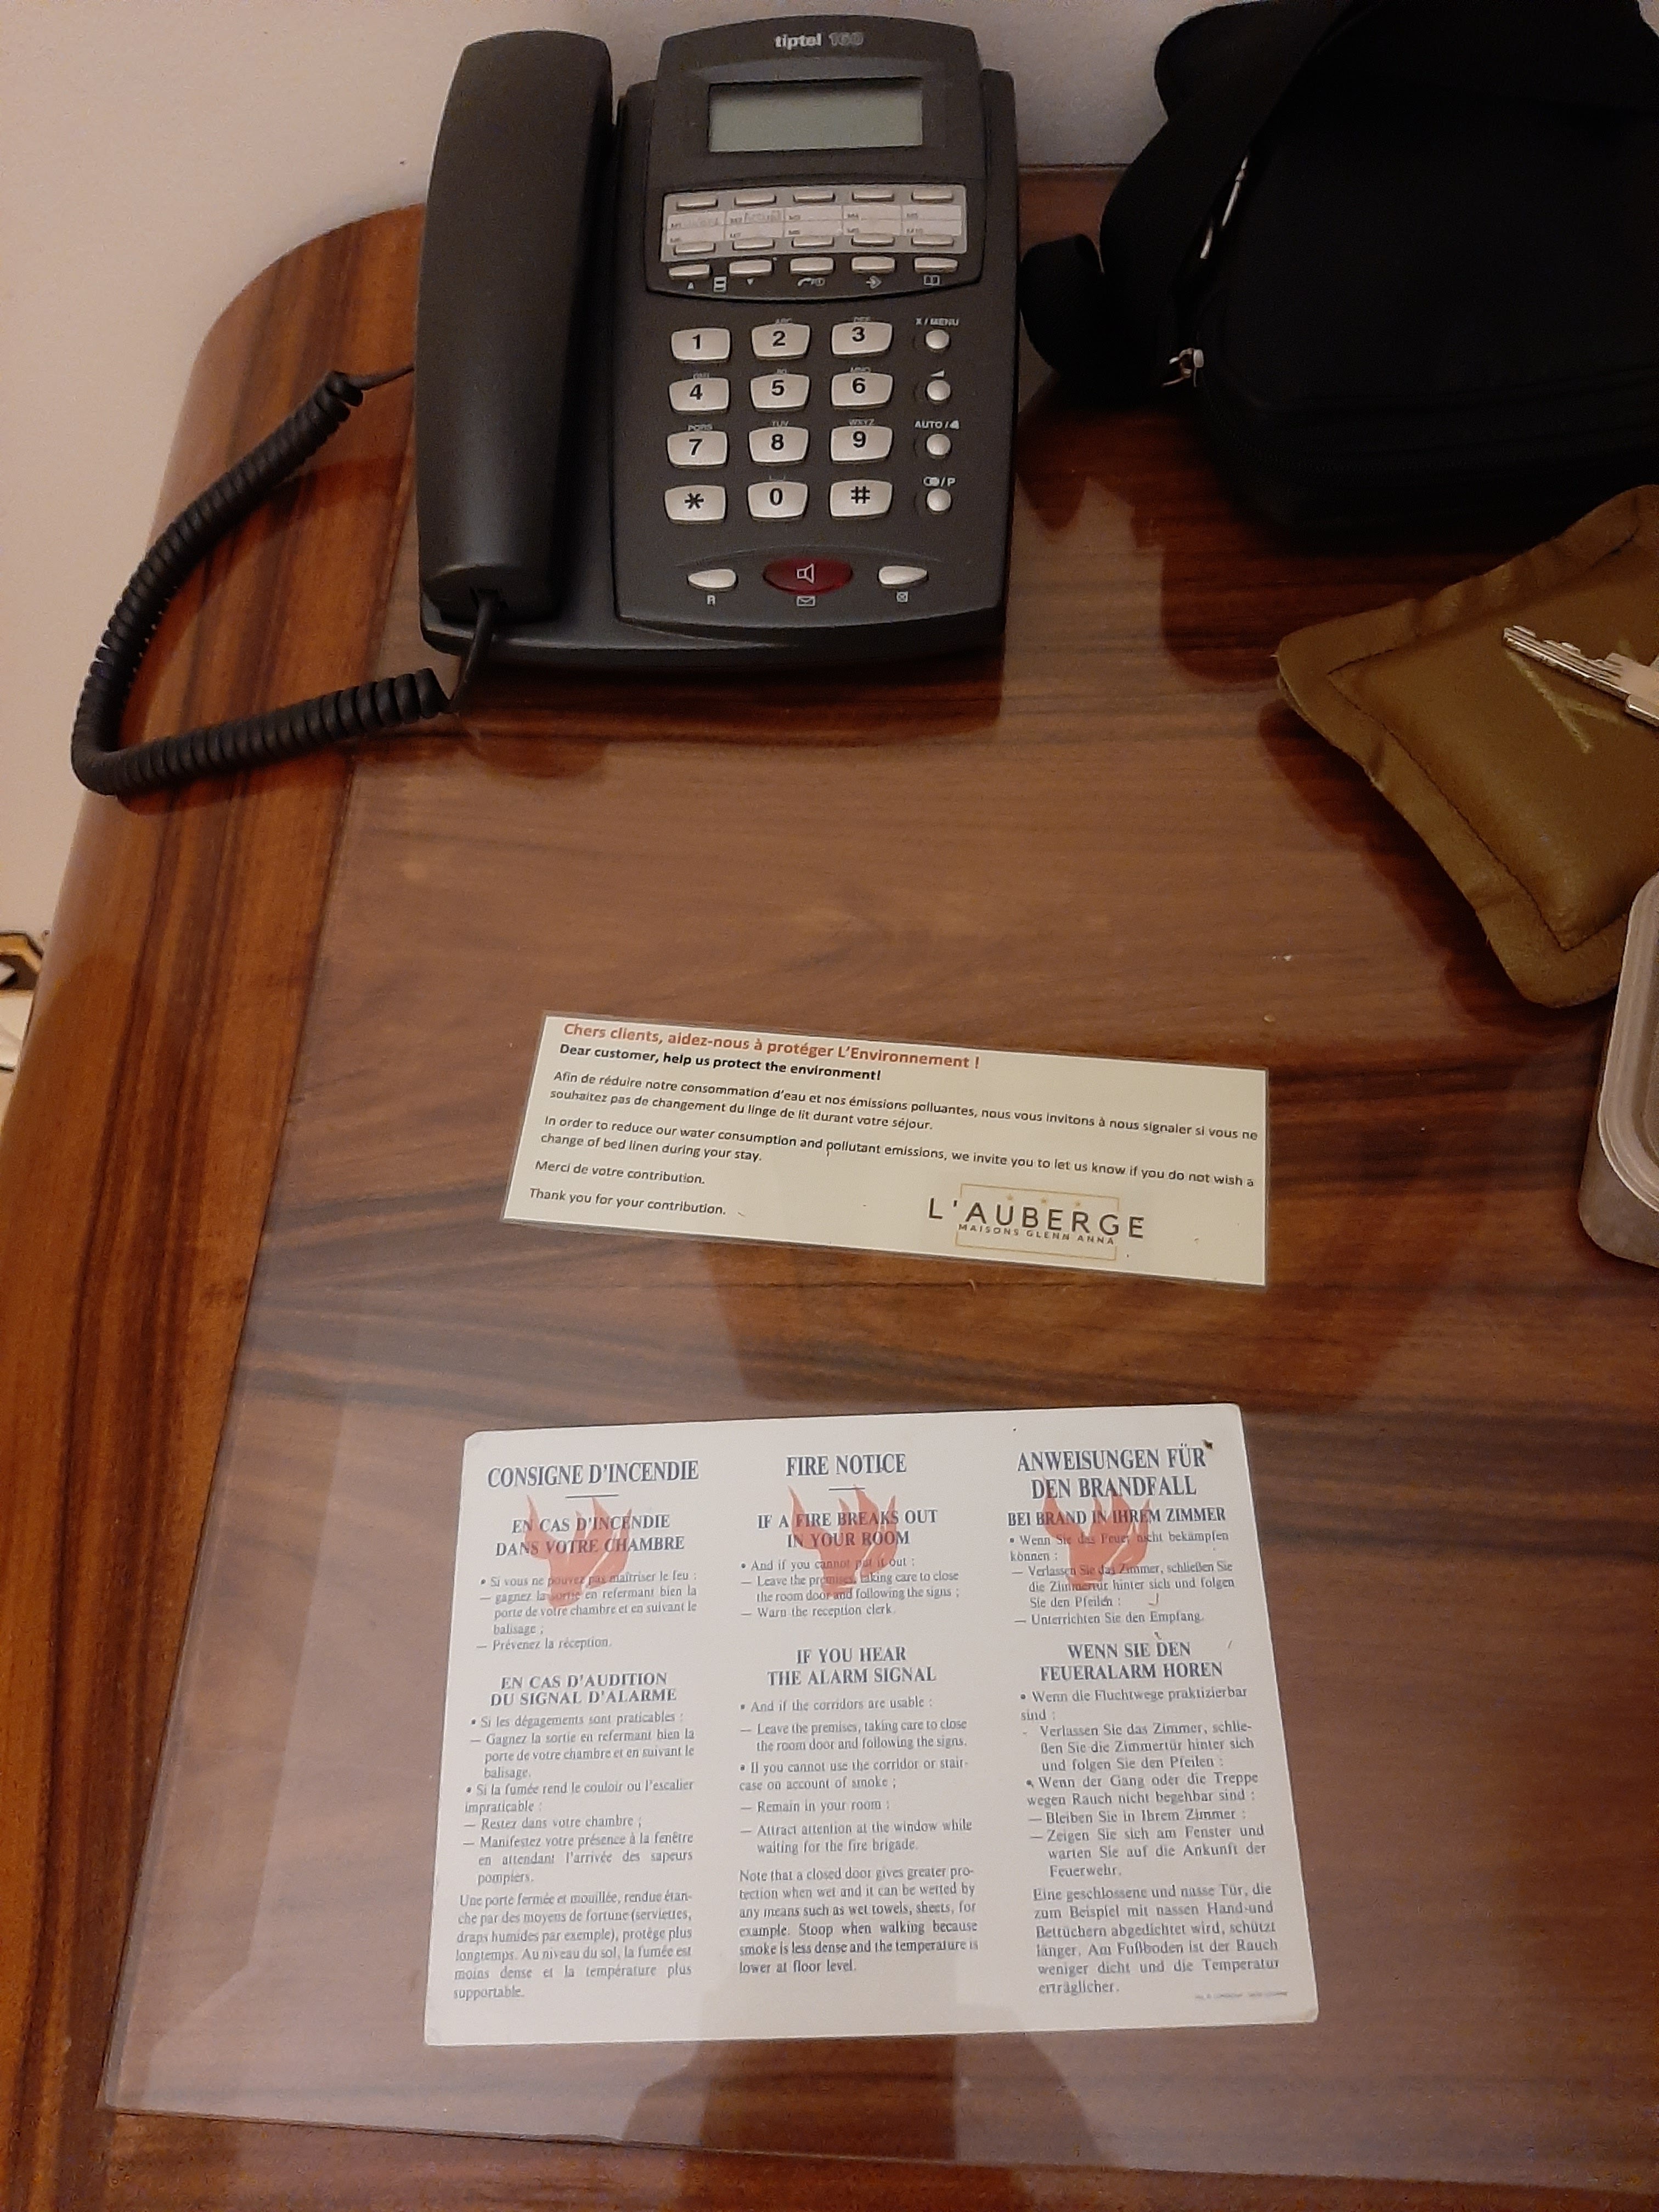 tiptel 160
M1
M2 Accueil
M3
M4
M5
M6
M7
M8
M9
M10
X / MENU
ABC
DEF
1
2
3
GHI
JKL
MNO
4
5
6
PQRS
TUV
WXYZ
AUTO /
7
8
9
/ P
*
0
#
R
Chers clients, aidez-nous à protéger L'Environnement !
Dear customer, help us protect the environment!
Afin de réduire notre consommation d'eau et nos émissions polluantes, nous vous invitons à nous signaler si vous ne
souhaitez pas de changement du linge de lit durant votre séjour.
In order to reduce our water consumption and pollutant emissions, we invite you to let us know if you do not wish a
change of bed linen during your stay.
Merci de votre contribution.
Thank you for your contribution.
L'AUBERGE
MAISONS GLENN ANNA
CONSIGNE D'INCENDIE
EN CAS D'INCENDIE
DANS VOTRE CHAMBRE
• Si vous ne pouvez pas maîtriser le feu :
— gagnez la sortie en refermant bien la
porte de votre chambre et en suivant le
balisage ;
— Prévenez la réception.
EN CAS D'AUDITION
DU SIGNAL D'ALARME
• Si les dégagements sont praticables :
— Gagnez la sortie en refermant bien la
porte de votre chambre et en suivant le
balisage.
• Si la fumée rend le couloir ou l'escalier
impraticable :
— Restez dans votre chambre ;
— Manifestez votre présence à la fenêtre
en attendant l'arrivée des sapeurs
pompiers.
Une porte fermée et mouillée, rendue étan-
che par des moyens de fortune (serviettes,
draps humides par exemple), protège plus
longtemps. Au niveau du sol, la fumée est
moins dense et la température plus
supportable.
FIRE NOTICE
IF A FIRE BREAKS OUT
IN YOUR ROOM
• And if you cannot put it out :
— Leave the premises, taking care to close
the room door and following the signs ;
— Warn the reception clerk.
IF YOU HEAR
THE ALARM SIGNAL
• And if the corridors are usable :
— Leave the premises, taking care to close
the room door and following the signs.
• If you cannot use the corridor or stair-
case on account of smoke ;
— Remain in your room :
— Attract attention at the window while
waiting for the fire brigade.
Note that a closed door gives greater pro-
tection when wet and it can be wetted by
any means such as wet towels, sheets, for
example. Stoop when walking because
smoke is less dense and the temperature is
lower at floor level.
ANWEISUNGEN FÜR
DEN BRANDFALL
BEI BRAND IN IHREM ZIMMER
• Wenn Sie das Feuer nicht bekämpfen
können :
— Verlassen Sie das Zimmer, schließen Sie
die Zimmertür hinter sich und folgen
Sie den Pfeilen :
— Unterrichten Sie den Empfang.
WENN SIE DEN
FEUERALARM HOREN
• Wenn die Fluchtwege praktizierbar
sind :
- Verlassen Sie das Zimmer, schlie-
ßen Sie die Zimmertür hinter sich
und folgen Sie den Pfeilen :
• Wenn der Gang oder die Treppe
wegen Rauch nicht begehbar sind :
— Bleiben Sie in Ihrem Zimmer :
— Zeigen Sie sich am Fenster und
warten Sie auf die Ankunft der
Feuerwehr.
Eine geschlossene und nasse Tür, die
zum Beispiel mit nassen Hand-und
Bettüchern abgedichtet wird, schützt
länger. Am Fußboden ist der Rauch
weniger dicht und die Temperatur
erträglicher.